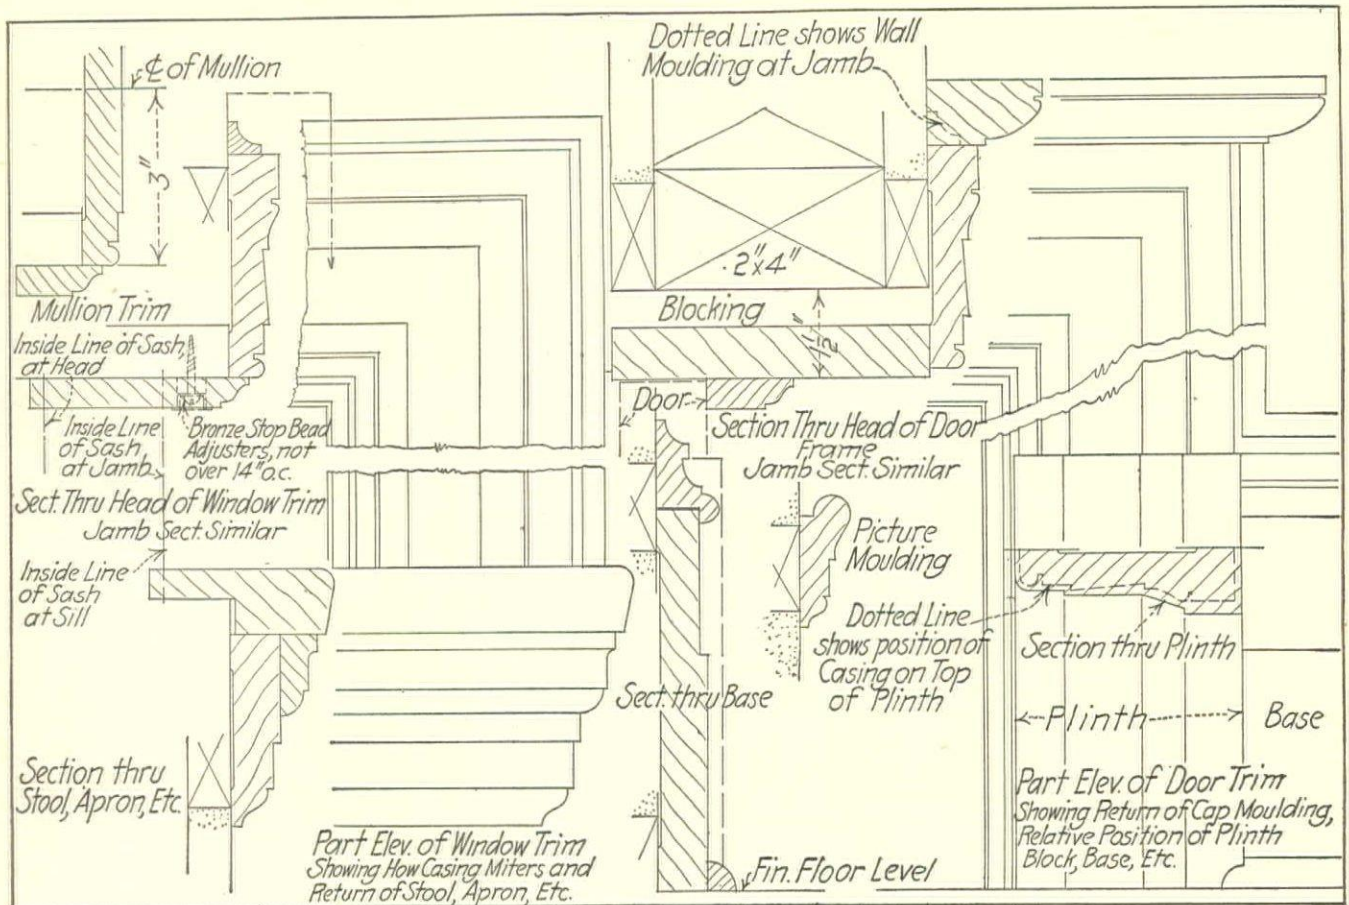 ℄ of Mullion
3"
Mullion Trim
Inside Line of Sash
at Head
Inside Line
of Sash
at Jamb
Bronze Stop Bead
Adjusters, not
over 14" o.c.
Sect. Thru Head of Window Trim
Jamb Sect. Similar
Inside Line
of Sash
at Sill
Section thru
Stool, Apron, Etc.
Part Elev. of Window Trim
Showing How Casing Miters and
Return of Stool, Apron, Etc.
Dotted Line shows Wall
Moulding at Jamb
2"x4"
Blocking
1½"
Door
Section Thru Head of Door
Frame
Jamb Sect. Similar
Picture
Moulding
Sect. thru Base
Dotted Line
shows position of
Casing on Top
of Plinth
Section thru Plinth
Plinth
Base
Fin. Floor Level
Part Elev. of Door Trim
Showing Return of Cap Moulding,
Relative Position of Plinth
Block, Base, Etc.